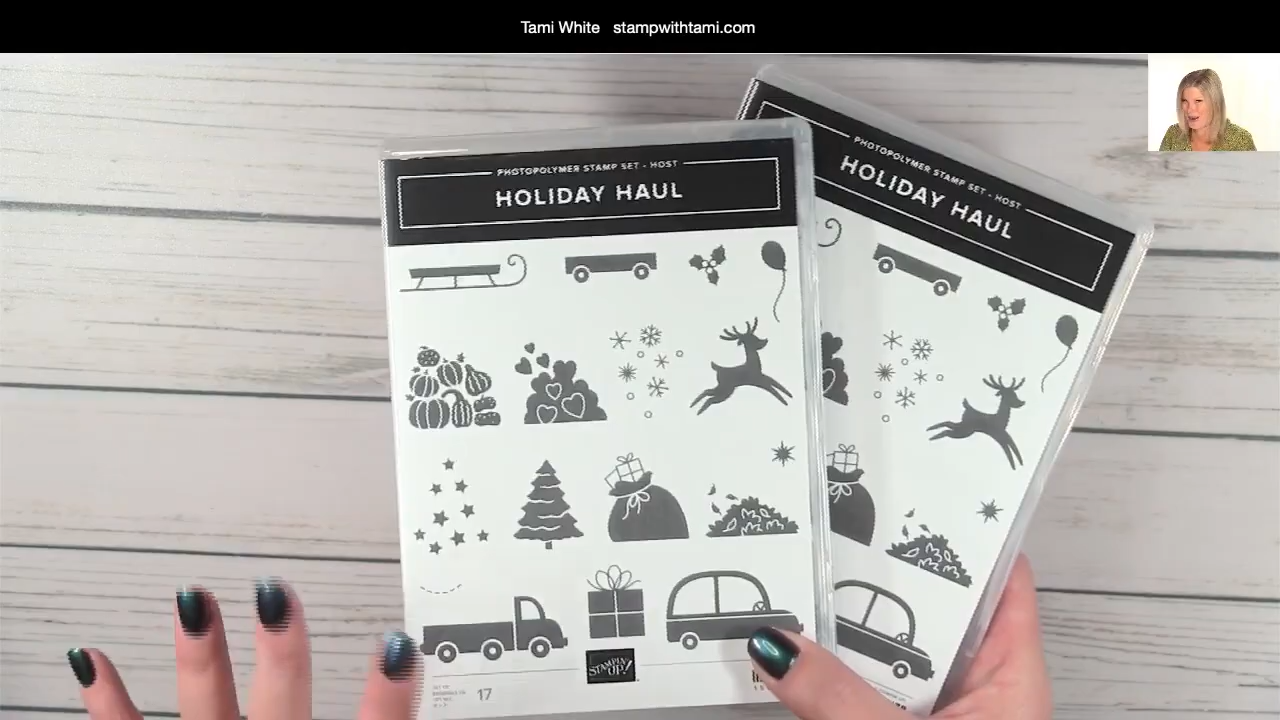 Tami White stampwithtami.com
PHOTOPOLYMER STAMP SET - HOST
HOLIDAY HAUL
STAMPIN' UP!
17
PHOTOPOLYMER STAMP SET - HOST
HOLIDAY HAUL